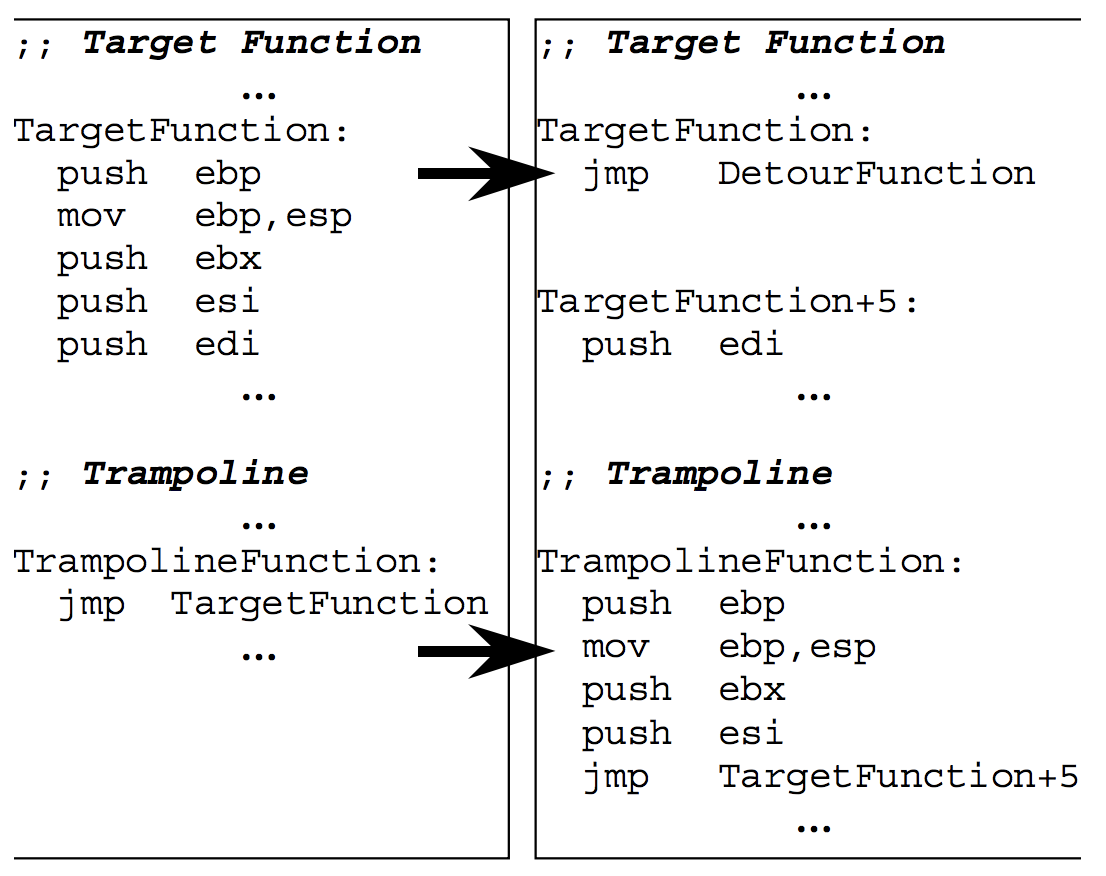 ;; Target Function
...
TargetFunction:
push ebp
mov ebp,esp
push ebx
push esi
push edi
...
;; Trampoline
...
TrampolineFunction:
jmp TargetFunction
...
;; Target Function
...
TargetFunction:
jmp DetourFunction
TargetFunction+5:
push edi
...
;; Trampoline
...
TrampolineFunction:
push ebp
mov ebp,esp
push ebx
push esi
jmp TargetFunction+5
...